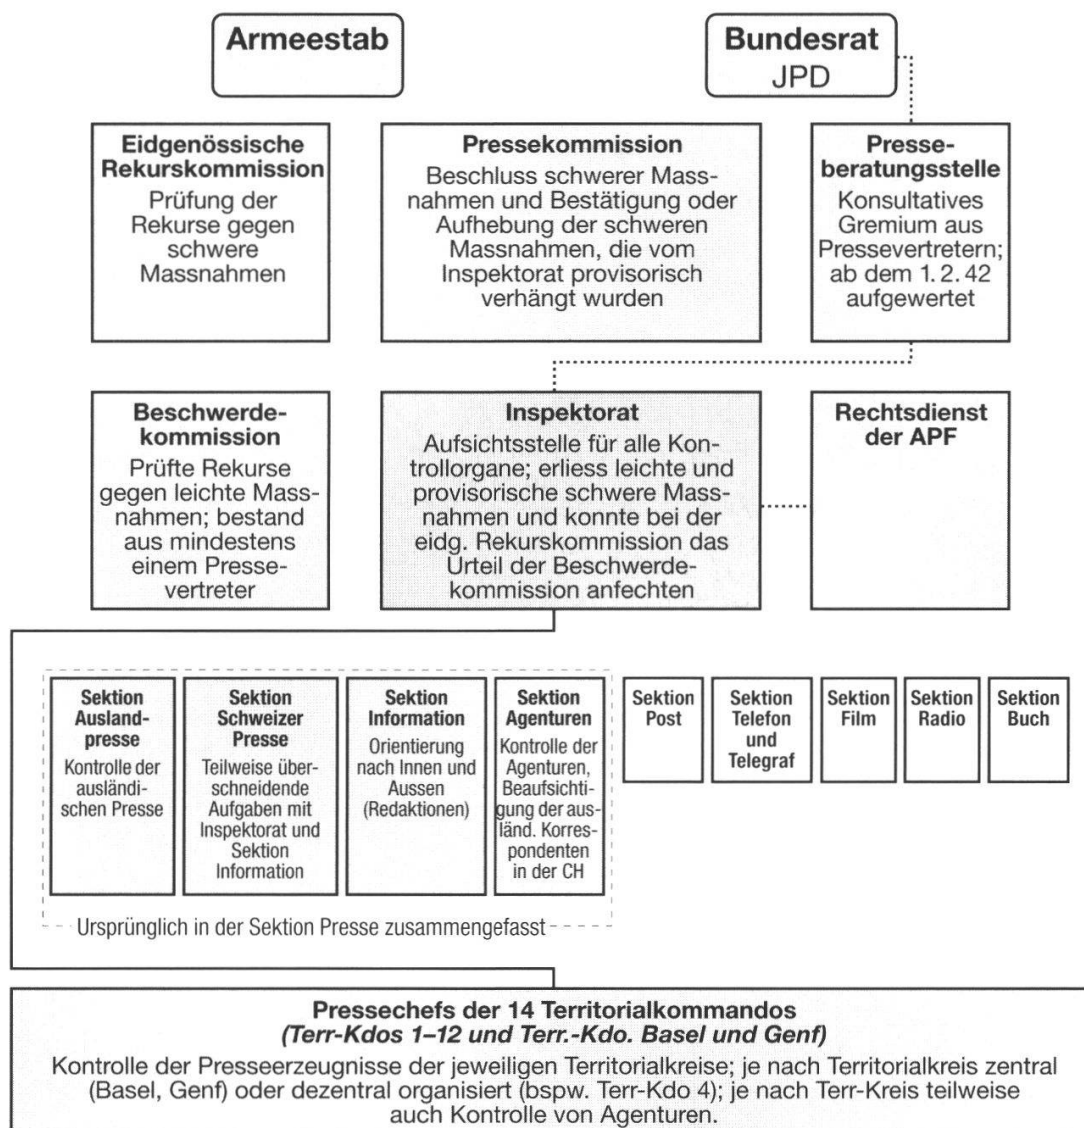 Armeestab
Bundesrat
JPD
Eidgenössische
Rekurskommission
Prüfung der
Rekurse gegen
schwere
Massnahmen
Pressekommission
Beschluss schwerer Mass-
nahmen und Bestätigung oder
Aufhebung der schweren
Massnahmen, die vom
Inspektorat provisorisch
verhängt wurden
Presse-
beratungsstelle
Konsultatives
Gremium aus
Pressevertretern;
ab dem 1. 2. 42
aufgewertet
Beschwerde-
kommission
Prüfte Rekurse
gegen leichte Mass-
nahmen; bestand
aus mindestens
einem Presse-
vertreter
Inspektorat
Aufsichtsstelle für alle Kon-
trollorgane; erliess leichte und
provisorische schwere Mass-
nahmen und konnte bei der
eidg. Rekurskommission das
Urteil der Beschwerde-
kommission anfechten
Rechtsdienst
der APF
Sektion
Ausland-
presse
Kontrolle der
ausländi-
schen Presse
Sektion
Schweizer
Presse
Teilweise über-
schneidende
Aufgaben mit
Inspektorat und
Sektion
Information
Sektion
Information
Orientierung
nach Innen und
Aussen
(Redaktionen)
Sektion
Agenturen
Kontrolle der
Agenturen,
Beaufsichti-
gung der aus-
länd. Korres-
pondenten
in der CH
Sektion
Post
Sektion
Telefon
und
Telegraf
Sektion
Film
Sektion
Radio
Sektion
Buch
Ursprünglich in der Sektion Presse zusammengefasst
Pressechefs der 14 Territorialkommandos
(Terr-Kdos 1–12 und Terr.-Kdo. Basel und Genf)
Kontrolle der Presseerzeugnisse der jeweiligen Territorialkreise; je nach Territorialkreis zentral
(Basel, Genf) oder dezentral organisiert (bspw. Terr-Kdo 4); je nach Terr-Kreis teilweise
auch Kontrolle von Agenturen.